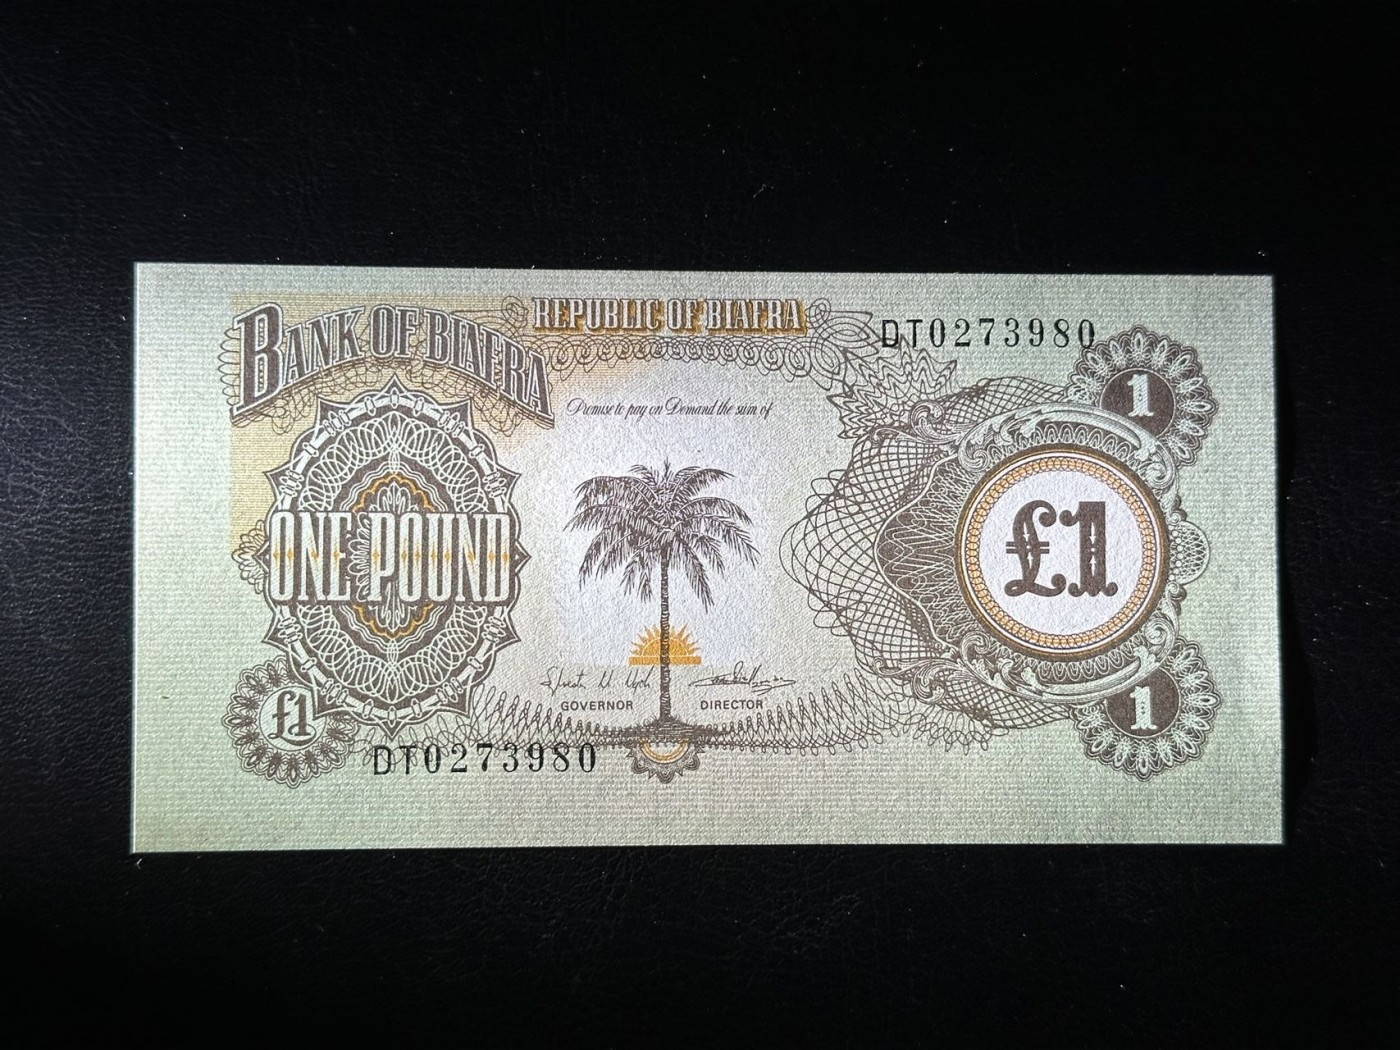 BANK OF BIAFRA
REPUBLIC OF BIAFRA
DT0273980
1
Promise to pay on Demand the sum of
ONE POUND
£1
GOVERNOR
DIRECTOR
£1
1
DT0273980